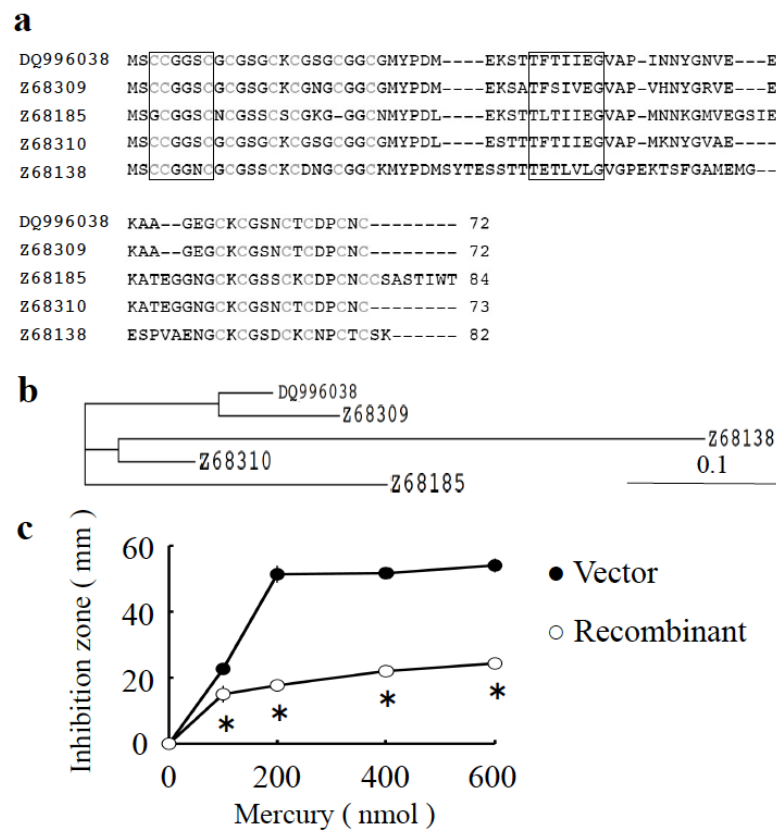 a
DQ996038 MSCCGGSCGCGSGCKCGSGCGGCGMYPDM----EKSTTFTIIEGVAP-INNYGNVE---E
Z68309 MSCCGGSCGCGSGCKCGNGCGGCGMYPDM----EKSATFSIVEGVAP-VHNYGRVE---E
Z68185 MSGCGGSCNCGSSCSCGKG-GGCNMYPDL----EKSTTLTIIEGVAP-MNNKGMVEGSIE
Z68310 MSCCGGSCGCGSGCKCGSGCGGCGMYPDL----ESTTTFTIIEGVAP-MKNYGVAE----
Z68138 MSCCGGNCGCGSSCKCDNGCGGCKMYPDMSYTESSTTTETLVLGVGPEKTSFGAMEMG--
DQ996038 KAA--GEGCKCGSNCTCDPCNC-------- 72
Z68309 KAA--GEGCKCGSNCTCDPCNC-------- 72
Z68185 KATEGGNGCKCGSSCKCDPCNCCSASTIWT 84
Z68310 KATEGGNGCKCGSNCTCDPCNC-------- 73
Z68138 ESPVAENGCKCGSDCKCNPCTCSK------ 82
b
DQ996038
Z68309
Z68138
Z68310
0.1
Z68185
c
60
40
20
0
Inhibition zone ( mm )
0 200 400 600
Mercury ( nmol )
Vector
Recombinant
* * * *